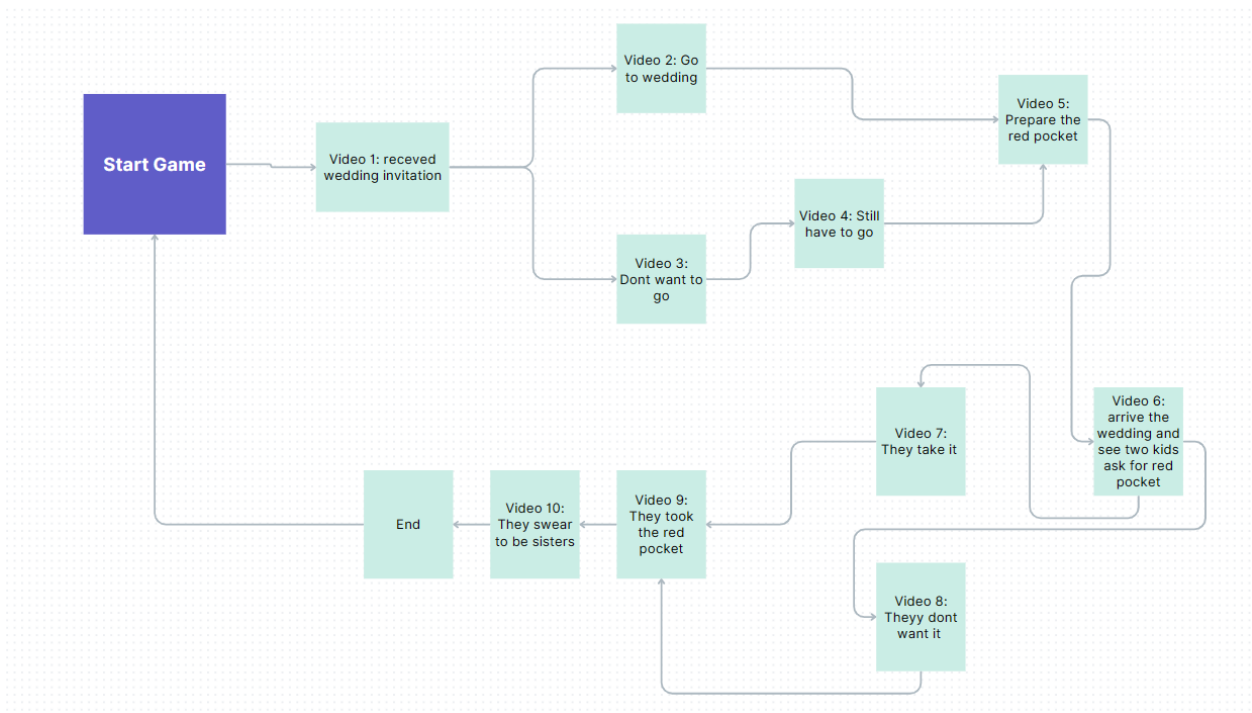 Start Game
Video 1: receved
wedding invitation
Video 2: Go
to wedding
Video 3:
Dont want to
go
Video 4: Still
have to go
Video 5:
Prepare the
red pocket
Video 6:
arrive the
wedding and
see two kids
ask for red
pocket
Video 7:
They take it
Video 8:
Theyy dont
want it
Video 9:
They took
the red
pocket
Video 10:
They swear
to be sisters
End